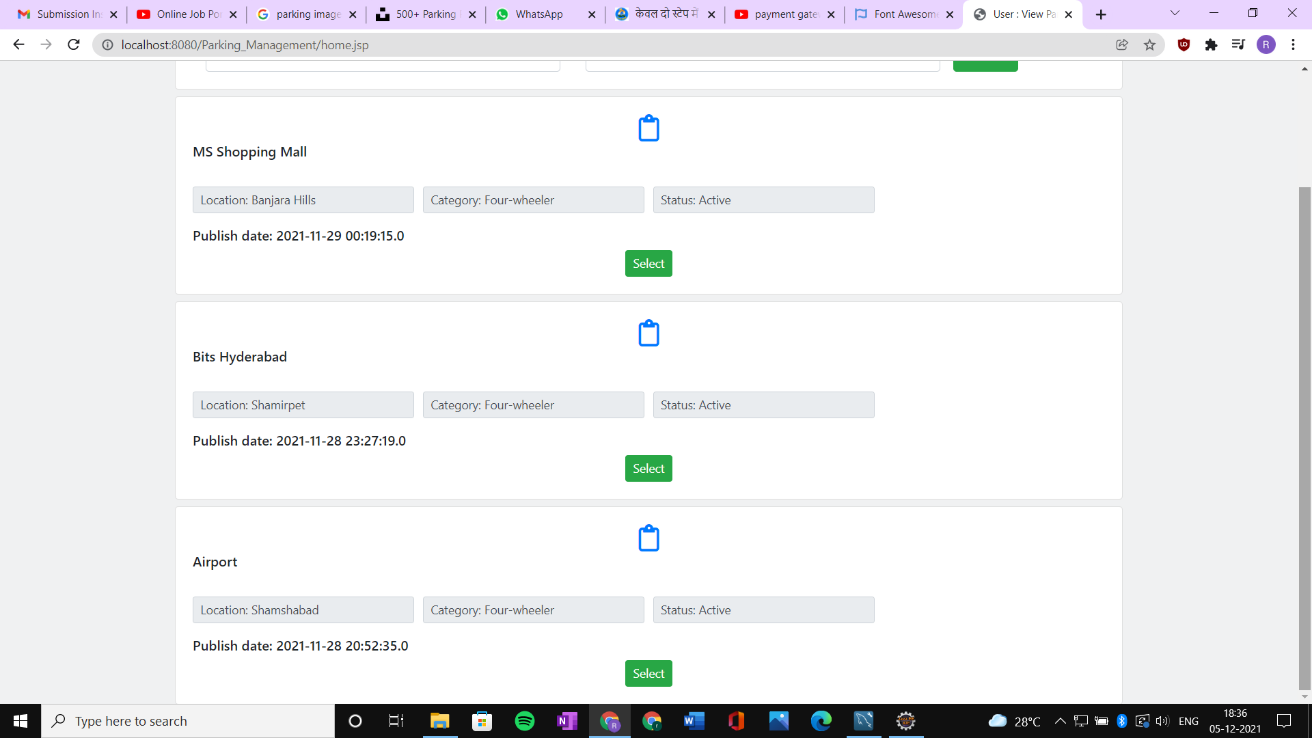 Submission In
Online Job Po
parking image
500+ Parking
WhatsApp
केवल दो स्टेप में
payment gate
Font Awesom
User : View Pa
localhost:8080/Parking_Management/home.jsp
R
MS Shopping Mall
Location: Banjara Hills
Category: Four-wheeler
Status: Active
Publish date: 2021-11-29 00:19:15.0
Select
Bits Hyderabad
Location: Shamirpet
Category: Four-wheeler
Status: Active
Publish date: 2021-11-28 23:27:19.0
Select
Airport
Location: Shamshabad
Category: Four-wheeler
Status: Active
Publish date: 2021-11-28 20:52:35.0
Select
Type here to search
28°C
ENG
18:36
05-12-2021